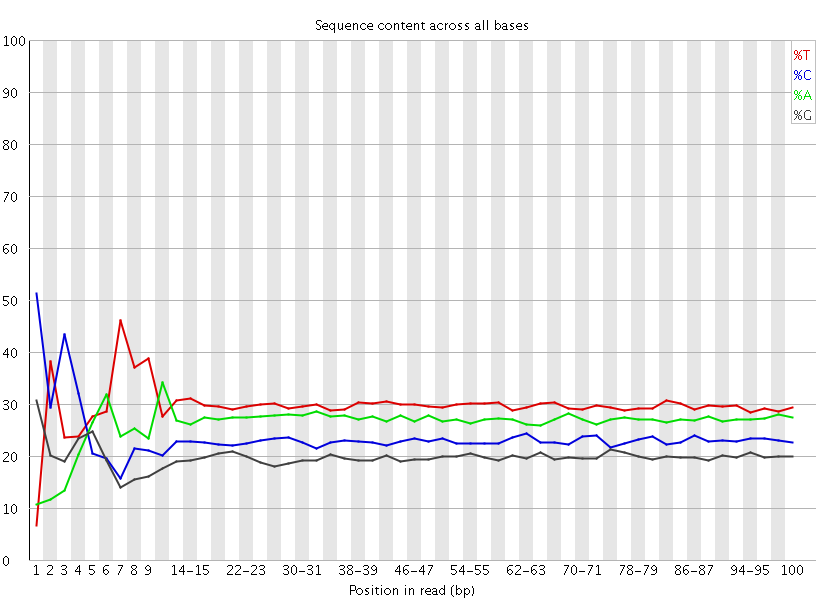 Sequence content across all bases
100
90
80
70
60
50
40
30
20
10
0
%T
%C
%A
%G
1 2 3 4 5 6 7 8 9 14-15 22-23 30-31 38-39 46-47 54-55 62-63 70-71 78-79 86-87 94-95 100
Position in read (bp)